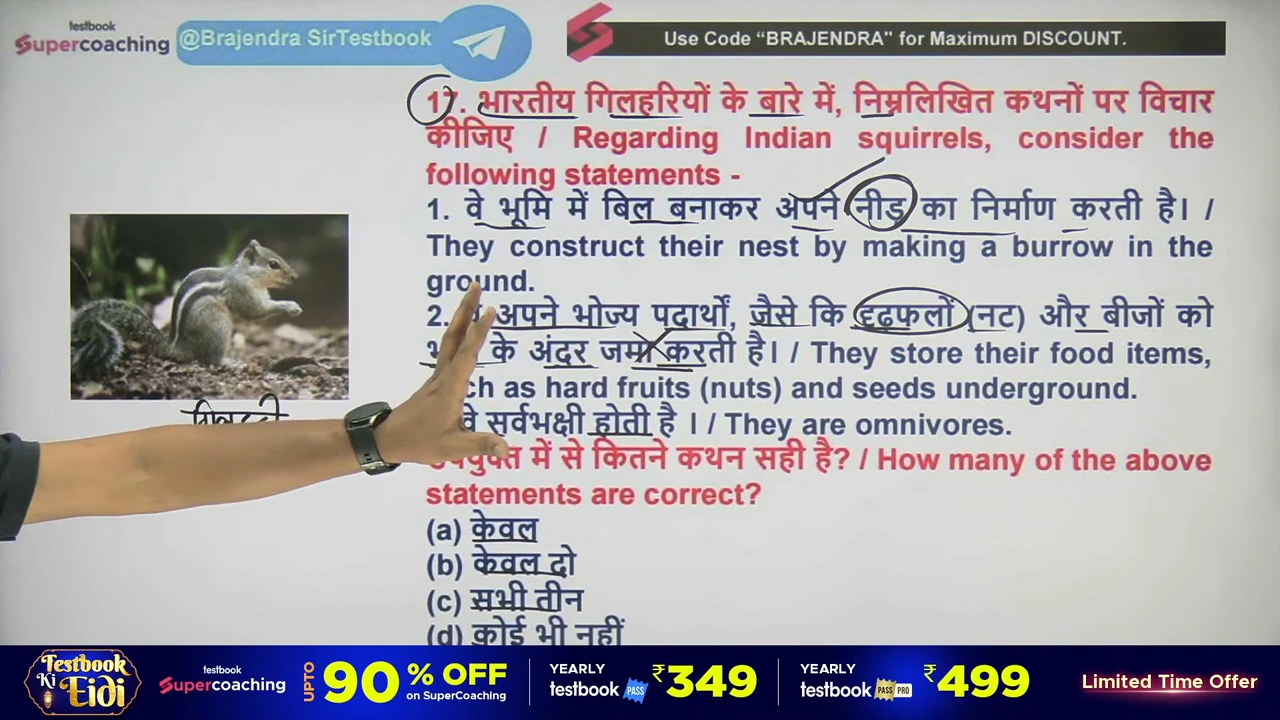 testbook
Supercoaching
@Brajendra SirTestbook
Use Code “BRAJENDRA" for Maximum DISCOUNT.
17. भारतीय गिलहरियों के बारे में, निम्नलिखित कथनों पर विचार
कीजिए / Regarding Indian squirrels, consider the
following statements -
1. वे भूमि में बिल बनाकर अपने नीड़ का निर्माण करती है। /
They construct their nest by making a burrow in the
ground.
2. अपने भोज्य पदार्थों, जैसे कि दृढ़फलों (नट) और बीजों को
के अंदर जमा करती है। / They store their food items,
as hard fruits (nuts) and seeds underground.
वे सर्वभक्षी होती है । / They are omnivores.
में से कितने कथन सही है? / How many of the above
statements are correct?
(a) केवल
(b) केवल दो
(c) सभी तीन
(d) कोई भी नहीं
Testbook
Ki
Eidi
testbook
Supercoaching
UPTO
90% OFF
on SuperCoaching
YEARLY
testbook PASS
₹349
YEARLY
testbook PASS PRO
₹499
Limited Time Offer